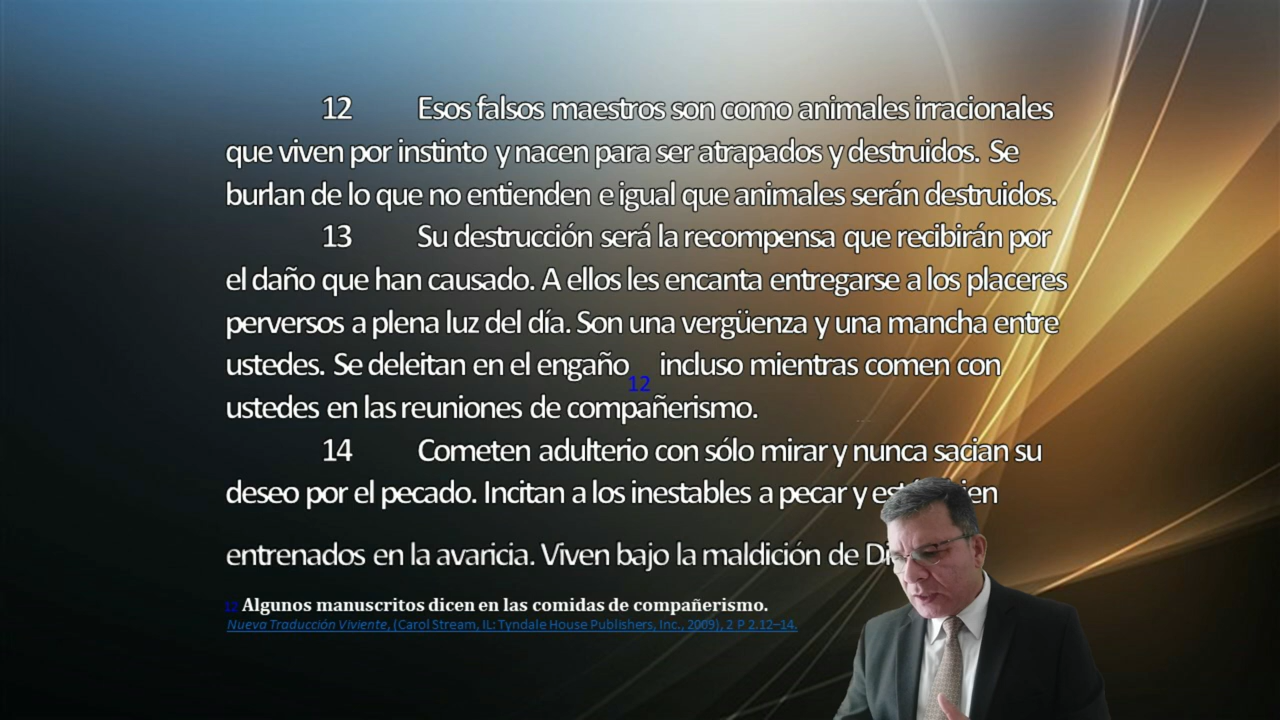 12 Esos falsos maestros son como animales irracionales
que viven por instinto y nacen para ser atrapados y destruidos. Se
burlan de lo que no entienden e igual que animales serán destruidos.
13 Su destrucción será la recompensa que recibirán por
el daño que han causado. A ellos les encanta entregarse a los placeres
perversos a plena luz del día. Son una vergüenza y una mancha entre
ustedes. Se deleitan en el engaño12 incluso mientras comen con
ustedes en las reuniones de compañerismo.
14 Cometen adulterio con sólo mirar y nunca sacian su
deseo por el pecado. Incitan a los inestables a pecar y
entrenados en la avaricia. Viven bajo la maldición de
12 Algunos manuscritos dicen en las comidas de compañerismo.
Nueva Traducción Viviente, (Carol Stream, IL: Tyndale House Publishers, Inc., 2009), 2 P 2.12–14.